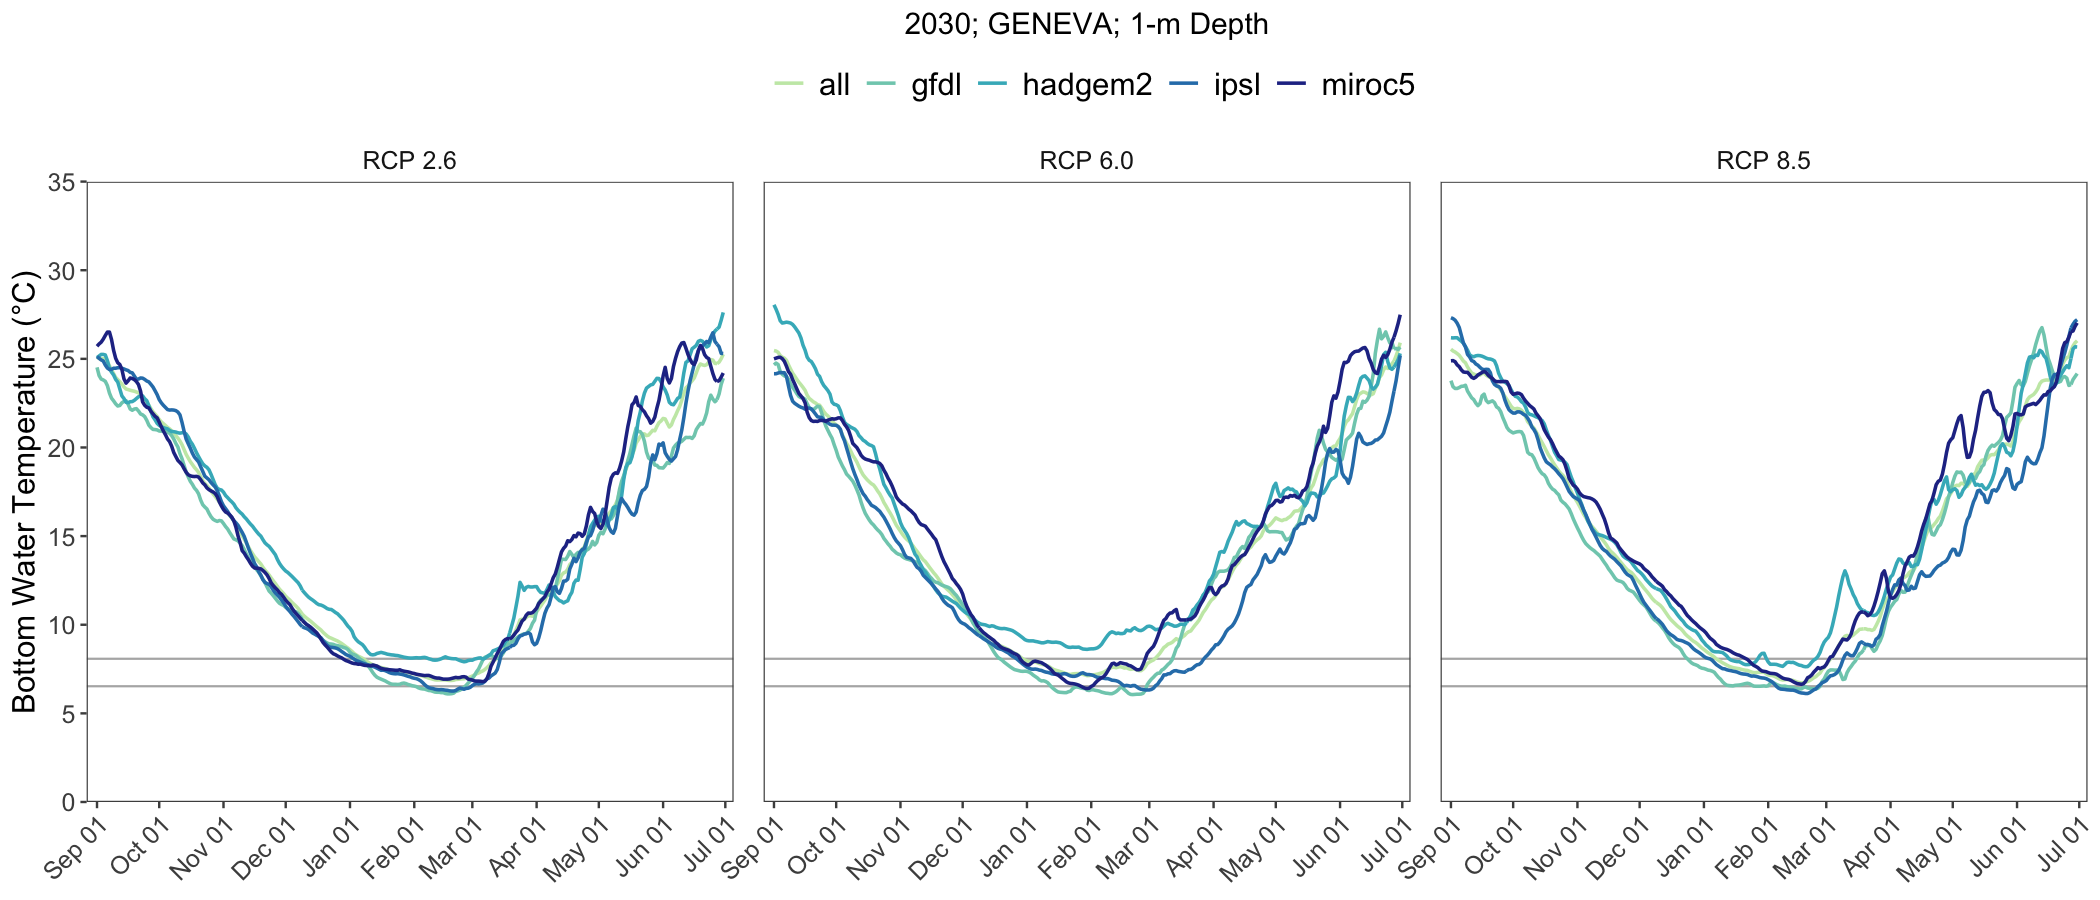 2030; GENEVA; 1-m Depth
all gfdl hadgem2 ipsl miroc5
RCP 2.6 RCP 6.0 RCP 8.5
Bottom Water Temperature (°C)
35
30
25
20
15
10
5
0
Sep 01 Oct 01 Nov 01 Dec 01 Jan 01 Feb 01 Mar 01 Apr 01 May 01 Jun 01 Jul 01 Sep 01 Oct 01 Nov 01 Dec 01 Jan 01 Feb 01 Mar 01 Apr 01 May 01 Jun 01 Jul 01 Sep 01 Oct 01 Nov 01 Dec 01 Jan 01 Feb 01 Mar 01 Apr 01 May 01 Jun 01 Jul 01